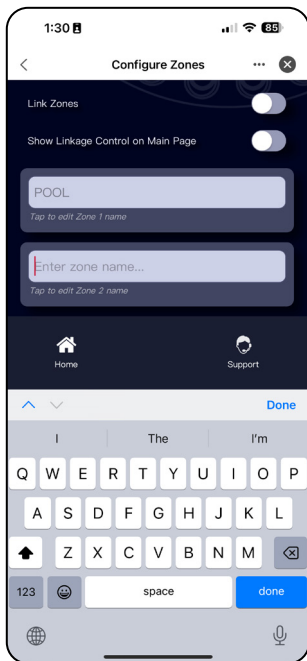 1:30
85
Configure Zones
Link Zones
Show Linkage Control on Main Page
POOL
Tap to edit Zone 1 name
Enter zone name...
Tap to edit Zone 2 name
Home Support
Done
I The I'm
Q W E R T Y U I O P
A S D F G H J K L
Z X C V B N M
123 space done